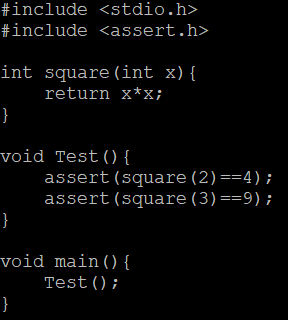 #include <stdio.h>
#include <assert.h>
int square(int x){
    return x*x;
}
void Test(){
    assert(square(2)==4);
    assert(square(3)==9);
}
void main(){
    Test();
}